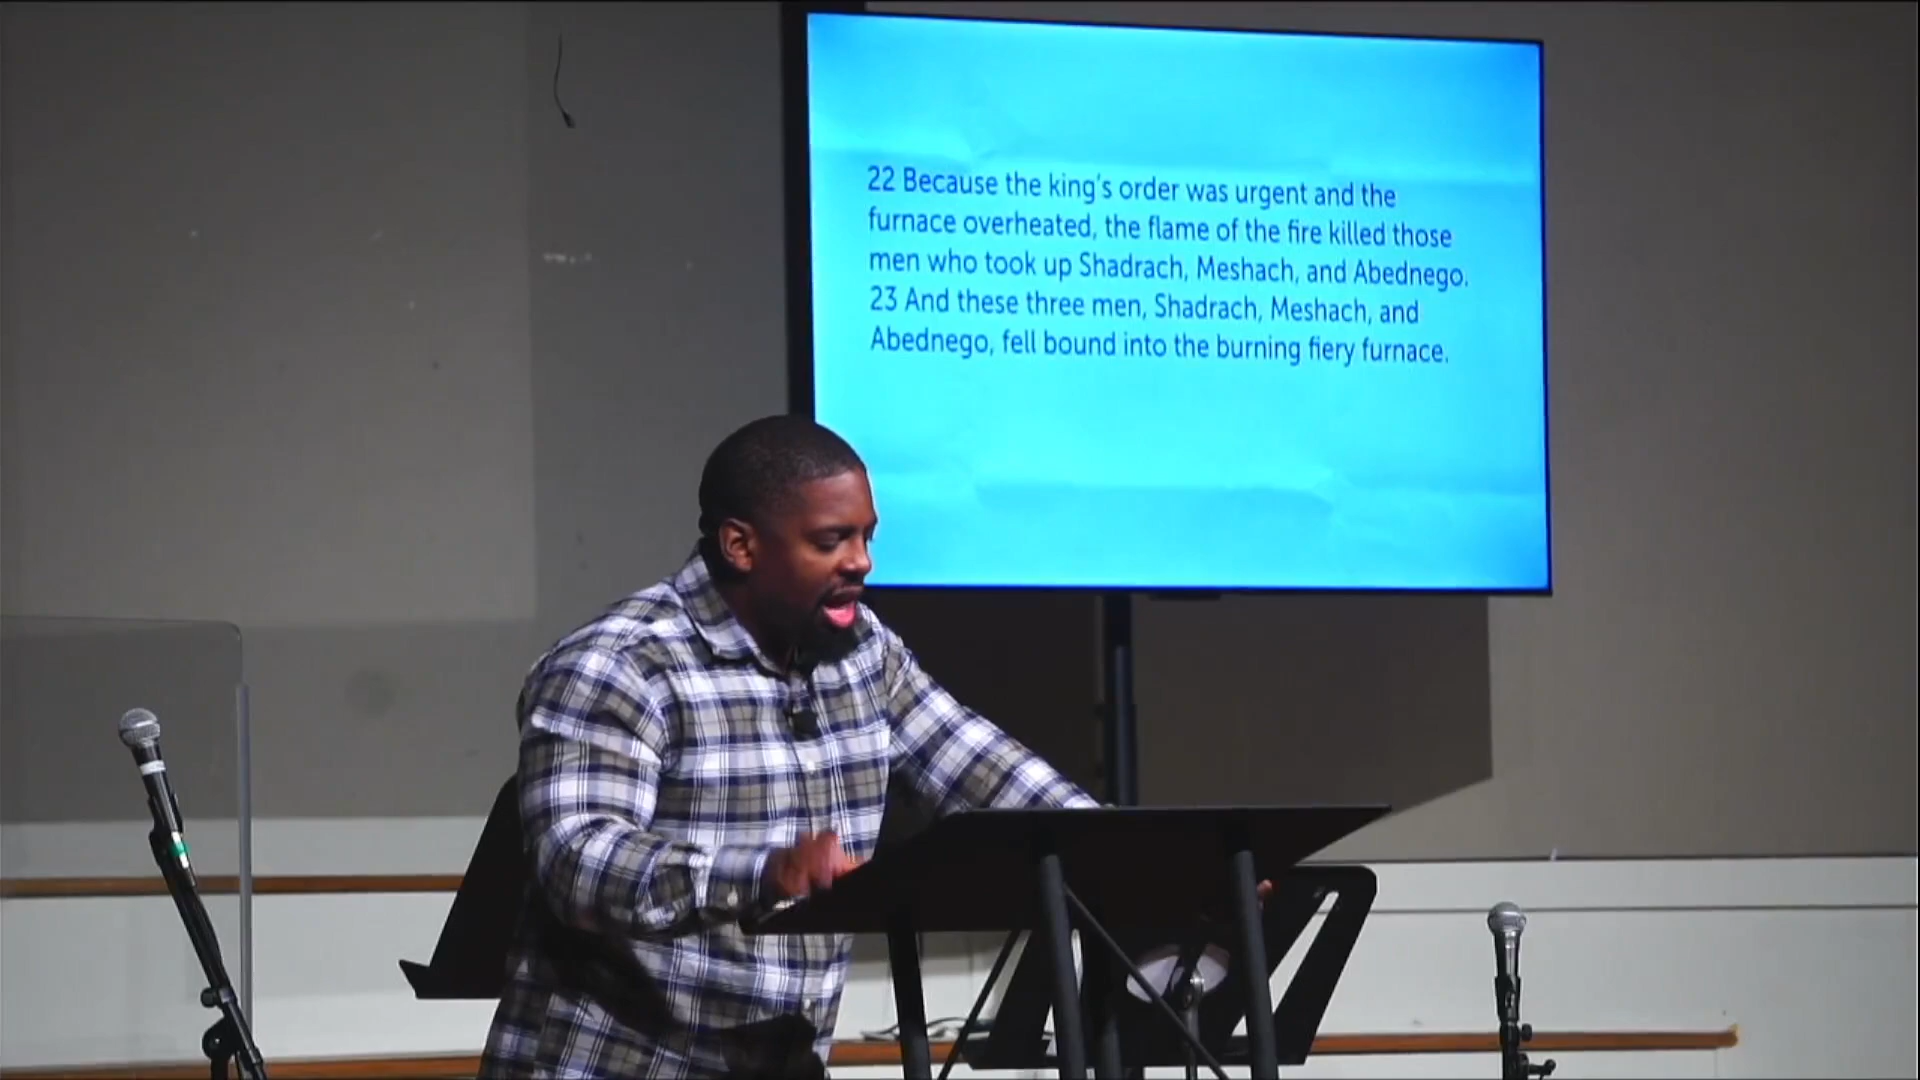 22 Because the king's order was urgent and the
furnace overheated, the flame of the fire killed those
men who took up Shadrach, Meshach, and Abednego.
23 And these three men, Shadrach, Meshach, and
Abednego, fell bound into the burning fiery furnace.